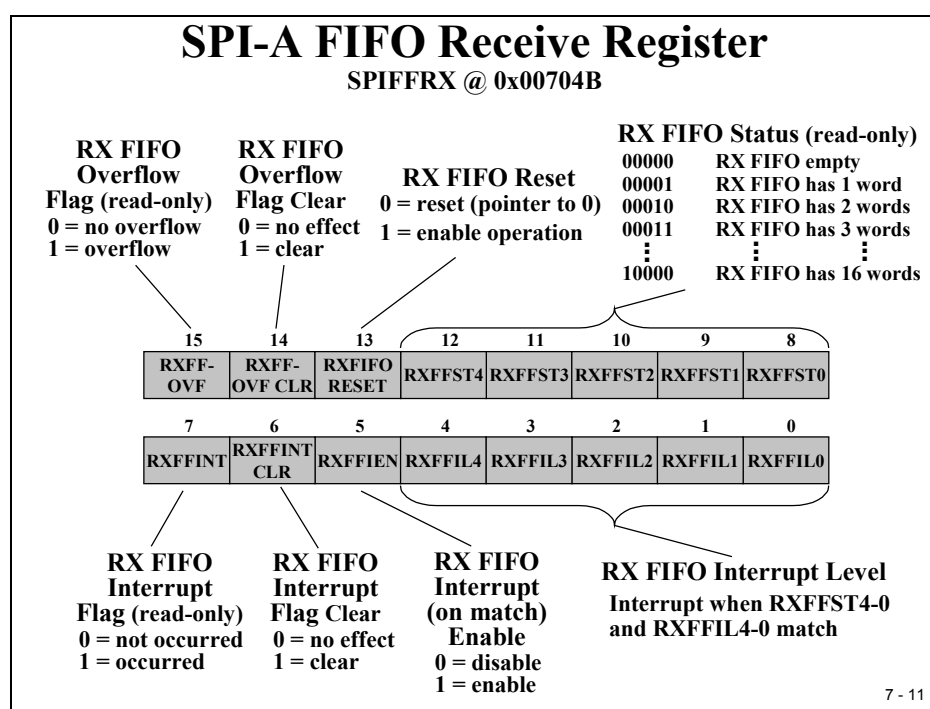 SPI-A FIFO Receive Register
SPIFFRX @ 0x00704B
RX FIFO
Overflow
Flag (read-only)
0 = no overflow
1 = overflow
RX FIFO
Overflow
Flag Clear
0 = no effect
1 = clear
RX FIFO Reset
0 = reset (pointer to 0)
1 = enable operation
RX FIFO Status (read-only)
00000 RX FIFO empty
00001 RX FIFO has 1 word
00010 RX FIFO has 2 words
00011 RX FIFO has 3 words
10000 RX FIFO has 16 words
15 14 13 12 11 10 9 8
RXFF-
OVF
RXFF-
OVF CLR
RXFIFO
RESET
RXFFST4 RXFFST3 RXFFST2 RXFFST1 RXFFST0
7 6 5 4 3 2 1 0
RXFFINT
RXFFINT
CLR
RXFFIEN RXFFIL4 RXFFIL3 RXFFIL2 RXFFIL1 RXFFIL0
RX FIFO
Interrupt
Flag (read-only)
0 = not occurred
1 = occurred
RX FIFO
Interrupt
Flag Clear
0 = no effect
1 = clear
RX FIFO
Interrupt
(on match)
Enable
0 = disable
1 = enable
RX FIFO Interrupt Level
Interrupt when RXFFST4-0
and RXFFIL4-0 match
7 - 11